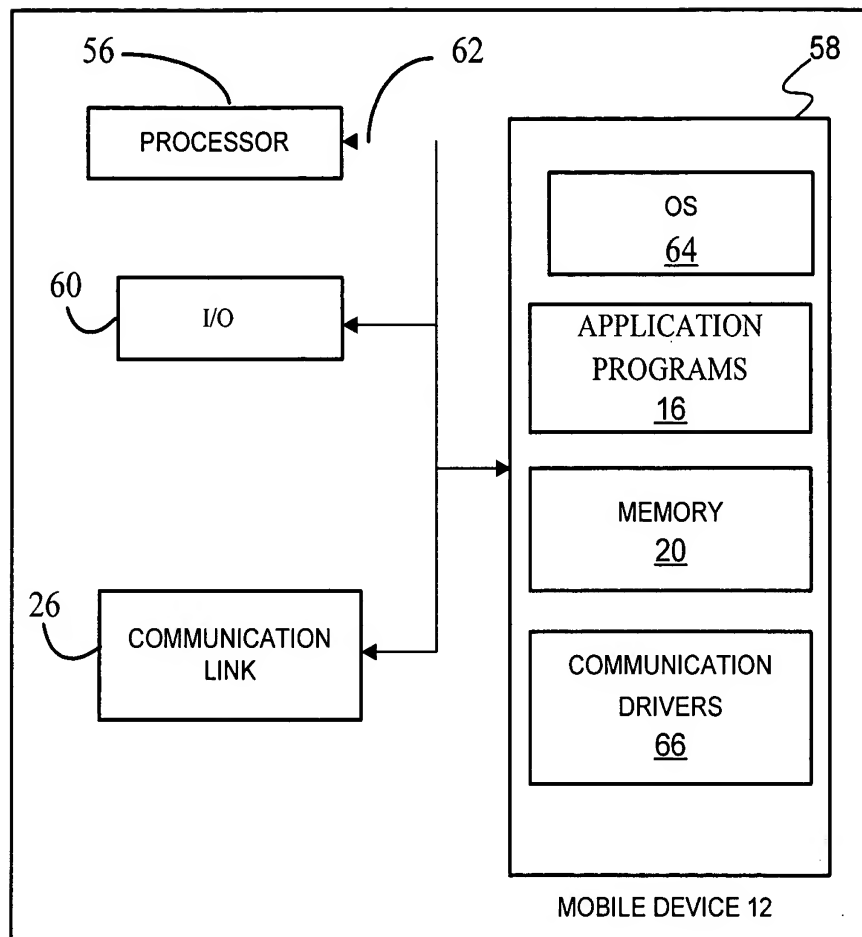 56
62
58
PROCESSOR
OS
64
60
I/O
APPLICATION
PROGRAMS
16
MEMORY
20
26
COMMUNICATION
LINK
COMMUNICATION
DRIVERS
66
MOBILE DEVICE 12